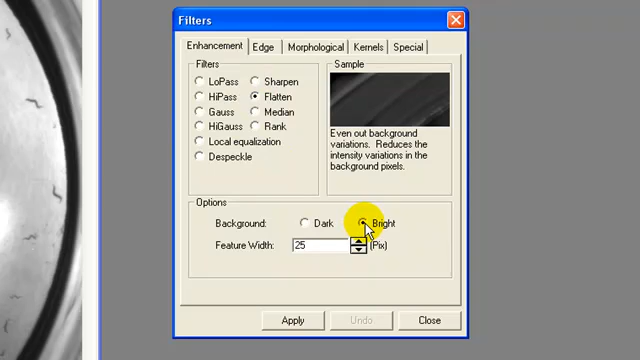 Filters
Enhancement Edge Morphological Kernels Special
Filters
LoPass Sharpen
HiPass Flatten
Gauss Median
HiGauss Rank
Local equalization
Despeckle
Sample
Even out background
variations. Reduces the
intensity variations in the
background pixels.
Options
Background: Dark Bright
Feature Width: 25 (Pix)
Apply Undo Close